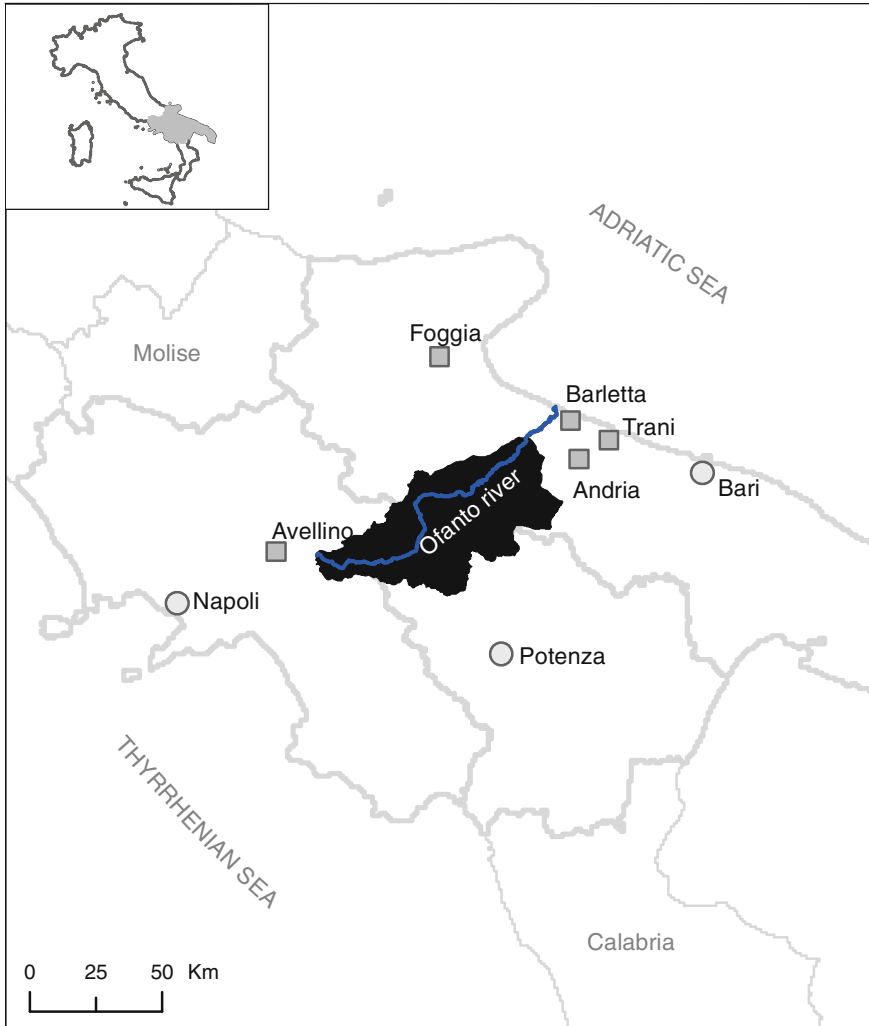 ADRIATIC SEA
Foggia
Molise
Barletta
Trani
Andria
Bari
Ofanto river
Avellino
Napoli
Potenza
THYRRHENIAN SEA
Calabria
0 25 50 Km